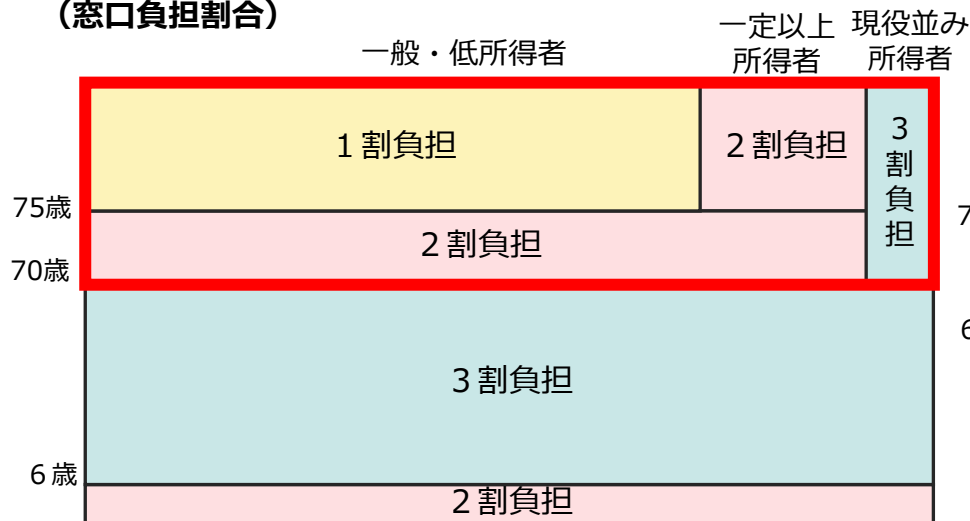 （窓口負担割合）
一般・低所得者
一定以上
所得者
現役並み
所得者
１割負担
２割負担
３割負担
75歳
２割負担
70歳
３割負担
６歳
２割負担
7
6